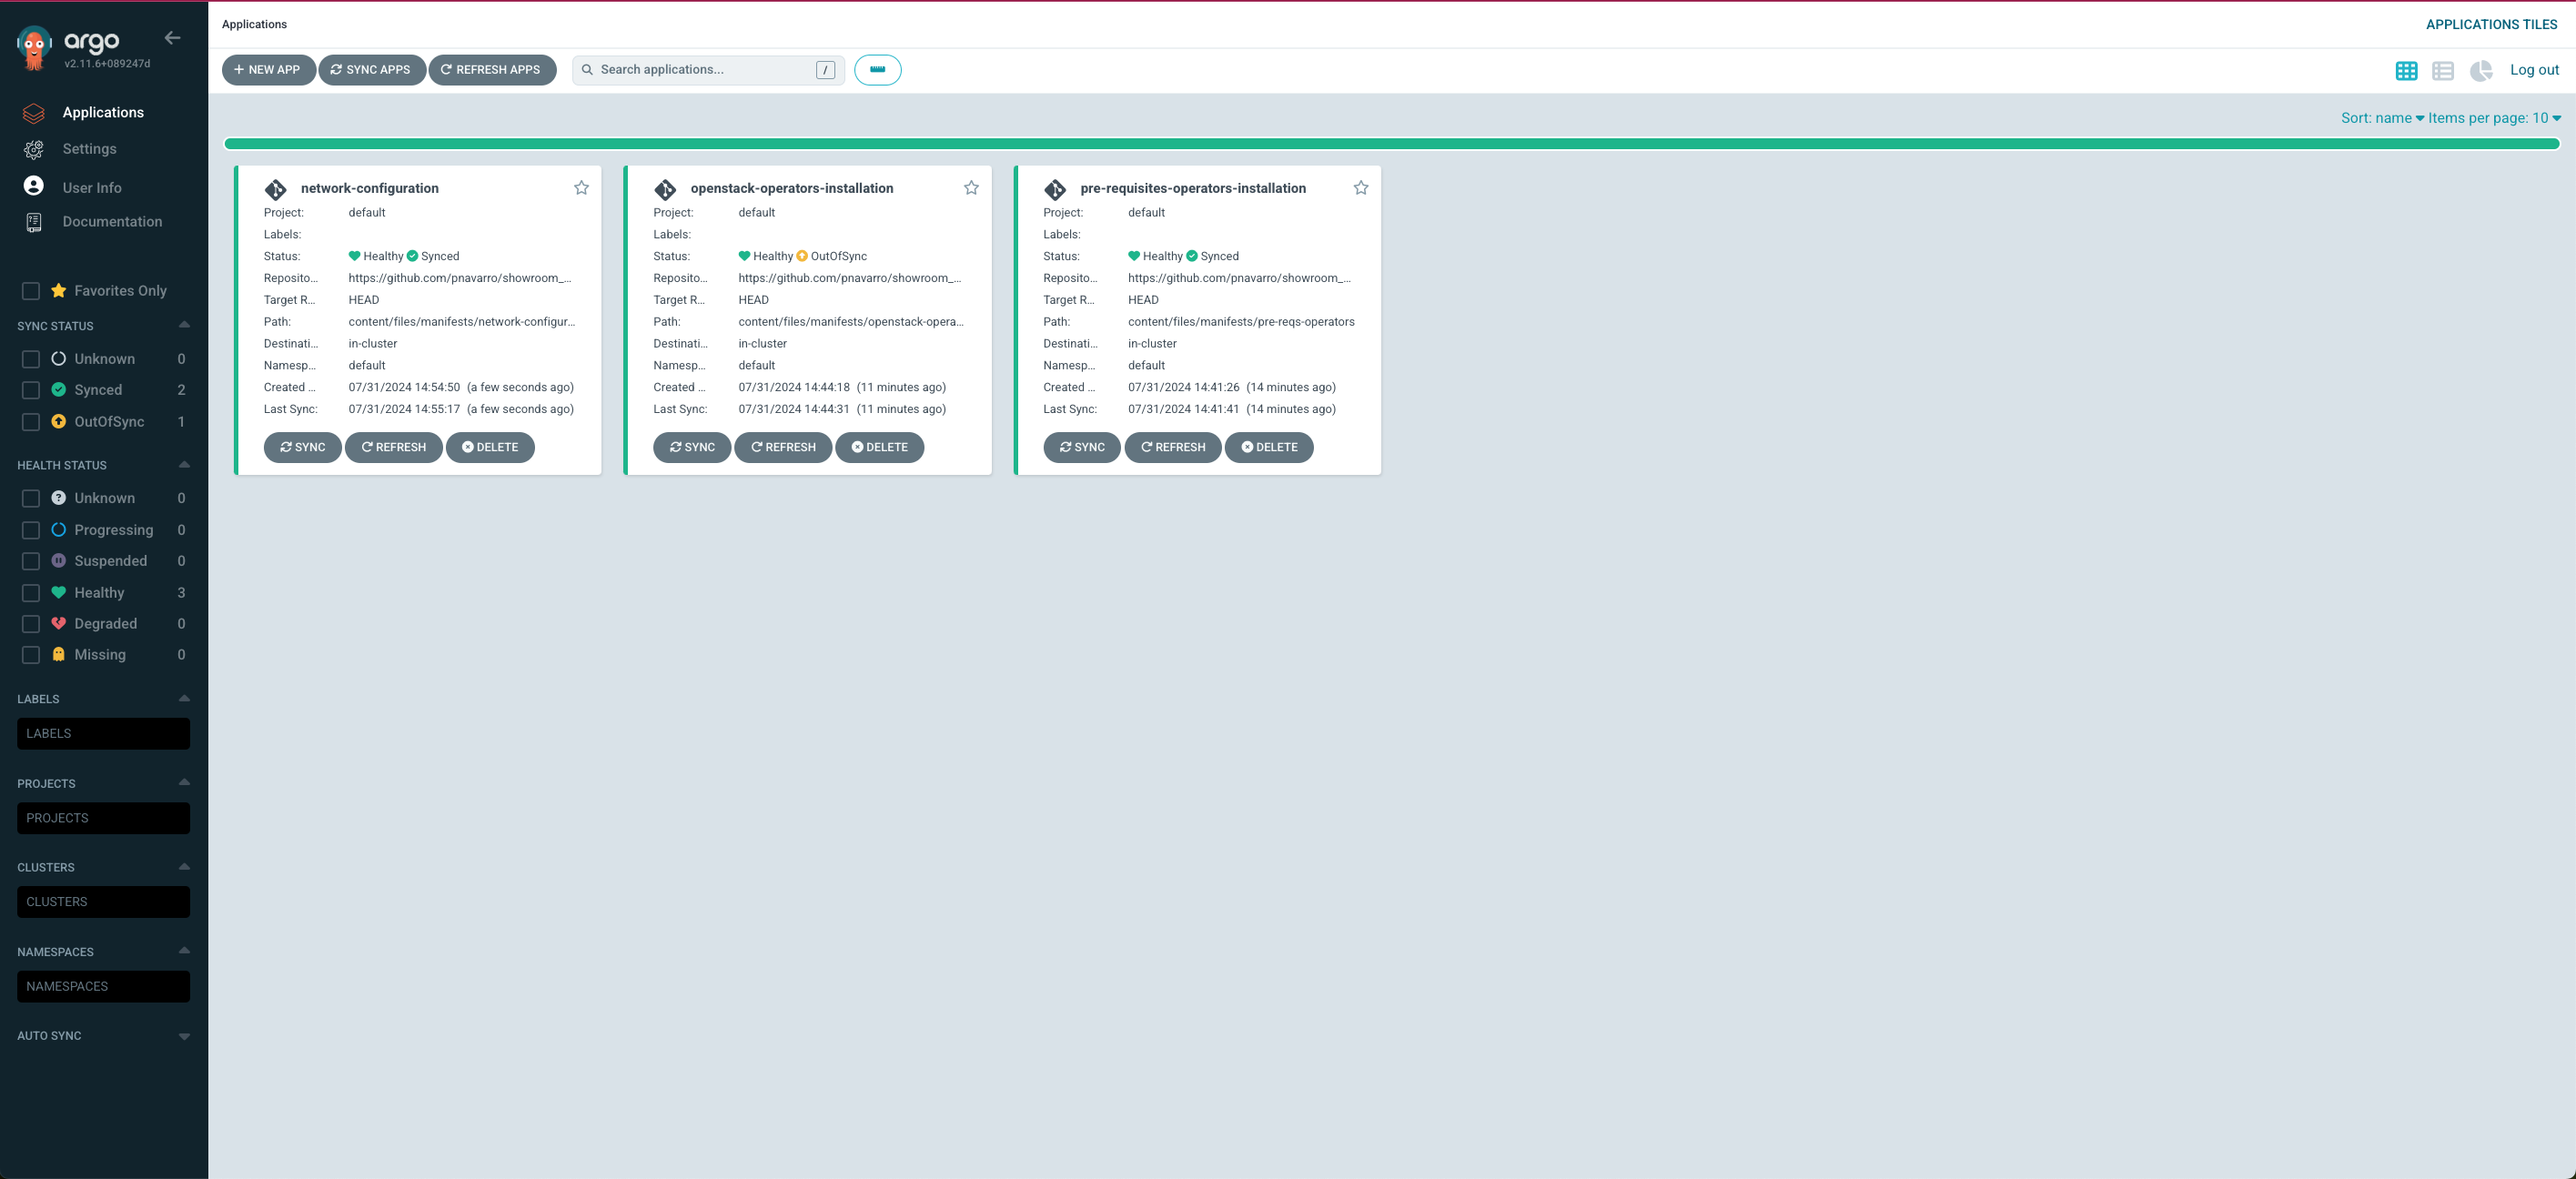 argo
v2.11.6+089247d
Applications
Settings
User Info
Documentation
Favorites Only
SYNC STATUS
Unknown 0
Synced 2
OutOfSync 1
HEALTH STATUS
Unknown 0
Progressing 0
Suspended 0
Healthy 3
Degraded 0
Missing 0
LABELS
LABELS
PROJECTS
PROJECTS
CLUSTERS
CLUSTERS
NAMESPACES
NAMESPACES
AUTO SYNC
Applications
APPLICATIONS TILES
NEW APP SYNC APPS REFRESH APPS Search applications... / Log out
Sort: name Items per page: 10
network-configuration
Project: default
Labels:
Status: Healthy Synced
Reposito... https://github.com/pnavarro/showroom_...
Target R... HEAD
Path: content/files/manifests/network-configur...
Destinati... in-cluster
Namesp... default
Created ... 07/31/2024 14:54:50 (a few seconds ago)
Last Sync: 07/31/2024 14:55:17 (a few seconds ago)
SYNC REFRESH DELETE
openstack-operators-installation
Project: default
Labels:
Status: Healthy OutOfSync
Reposito... https://github.com/pnavarro/showroom_...
Target R... HEAD
Path: content/files/manifests/openstack-opera...
Destinati... in-cluster
Namesp... default
Created ... 07/31/2024 14:44:18 (11 minutes ago)
Last Sync: 07/31/2024 14:44:31 (11 minutes ago)
SYNC REFRESH DELETE
pre-requisites-operators-installation
Project: default
Labels:
Status: Healthy Synced
Reposito... https://github.com/pnavarro/showroom_...
Target R... HEAD
Path: content/files/manifests/pre-reqs-operators
Destinati... in-cluster
Namesp... default
Created ... 07/31/2024 14:41:26 (14 minutes ago)
Last Sync: 07/31/2024 14:41:41 (14 minutes ago)
SYNC REFRESH DELETE